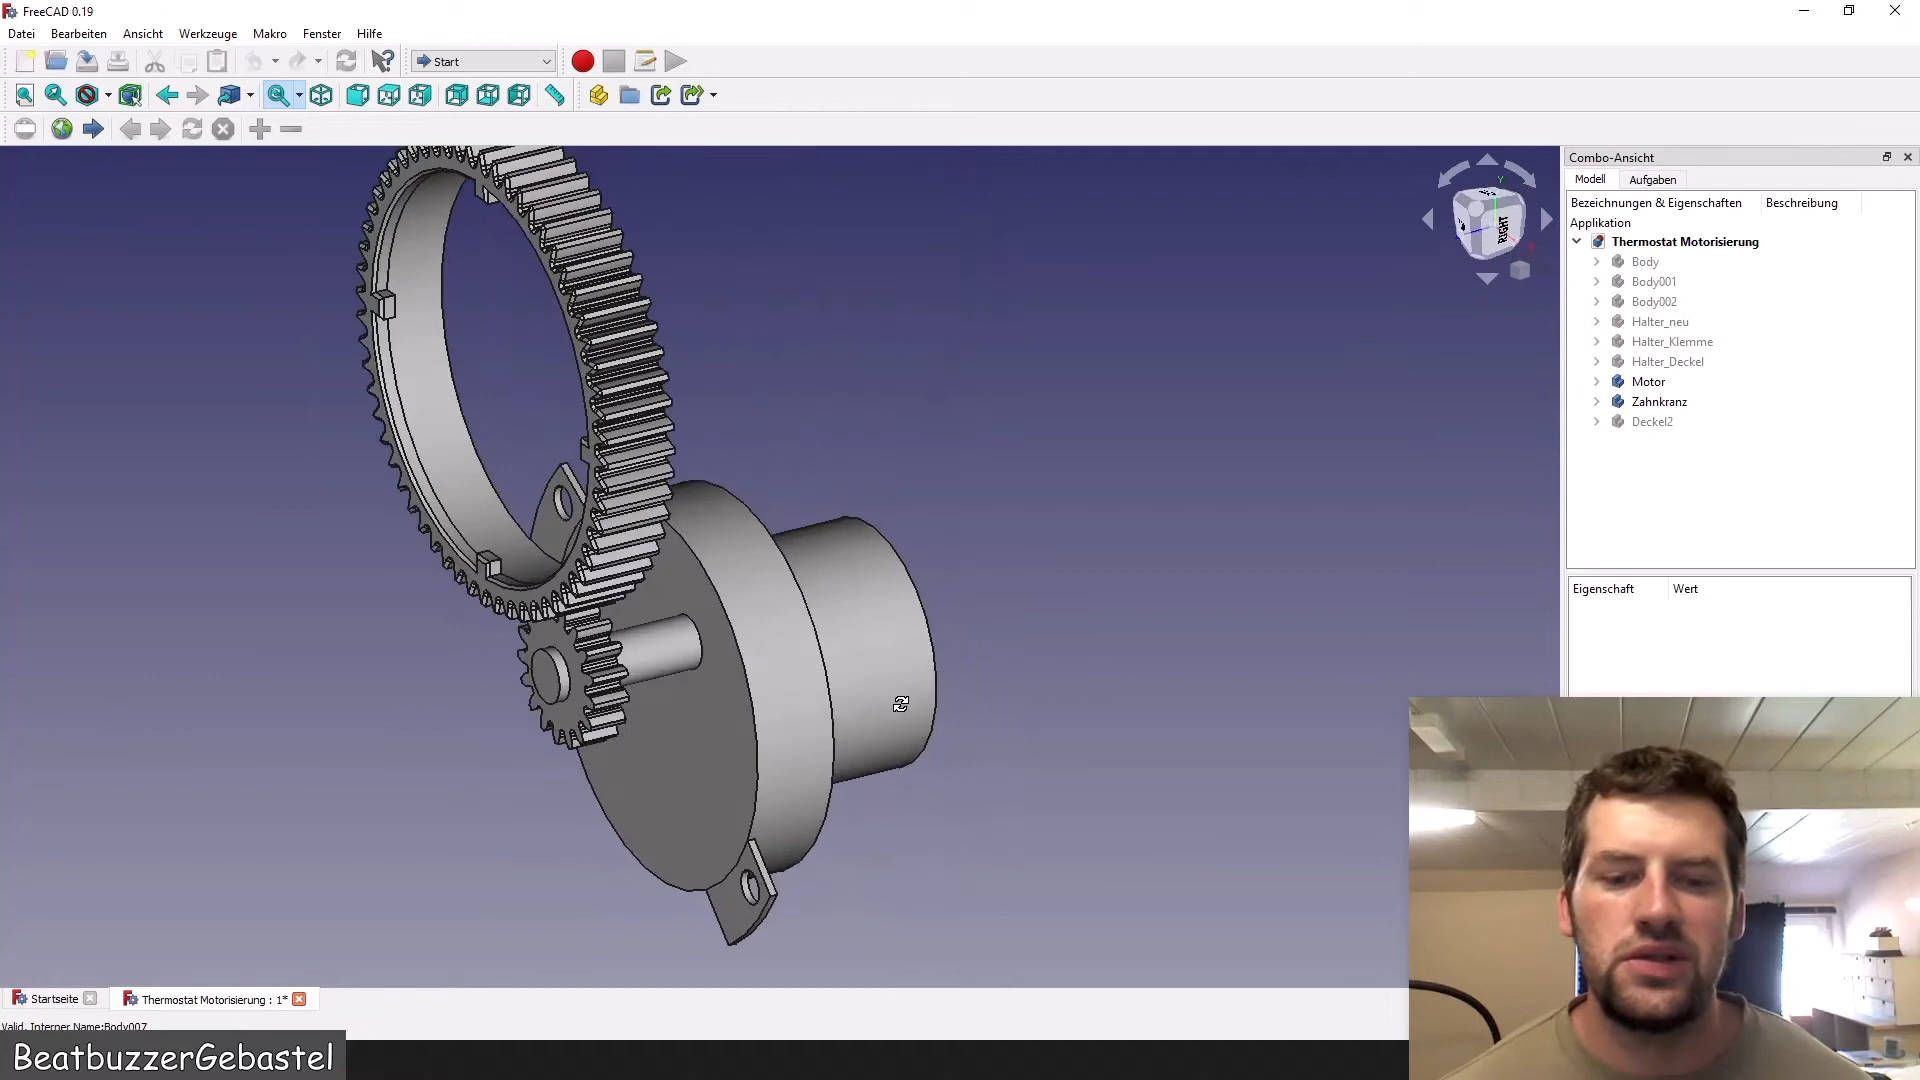 FreeCAD 0.19
Datei Bearbeiten Ansicht Werkzeuge Makro Fenster Hilfe
Start
Combo-Ansicht
Modell Aufgaben
Bezeichnungen & Eigenschaften Beschreibung
Applikation
Thermostat Motorisierung
Body
Body001
Body002
Halter_neu
Halter_Klemme
Halter_Deckel
Motor
Zahnkranz
Deckel2
Y
RIGHT
Eigenschaft Wert
Startseite Thermostat Motorisierung : 1*
Valid, Interner Name:Body007
BeatbuzzerGebastel